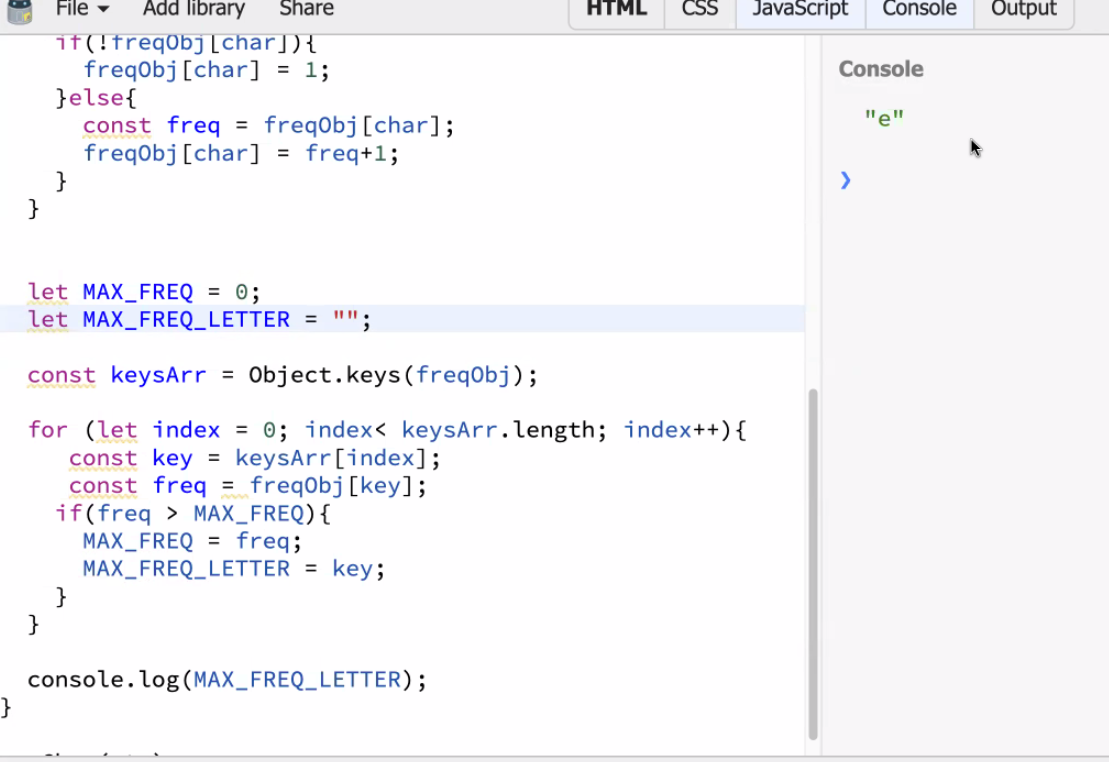 File Add library Share HTML CSS JavaScript Console Output
if(!freqObj[char]){
freqObj[char] = 1;
}else{
const freq = freqObj[char];
freqObj[char] = freq+1;
}
}
let MAX_FREQ = 0;
let MAX_FREQ_LETTER = "";
const keysArr = Object.keys(freqObj);
for (let index = 0; index< keysArr.length; index++){
const key = keysArr[index];
const freq = freqObj[key];
if(freq > MAX_FREQ){
MAX_FREQ = freq;
MAX_FREQ_LETTER = key;
}
}
console.log(MAX_FREQ_LETTER);
}
Console
"e"
❯